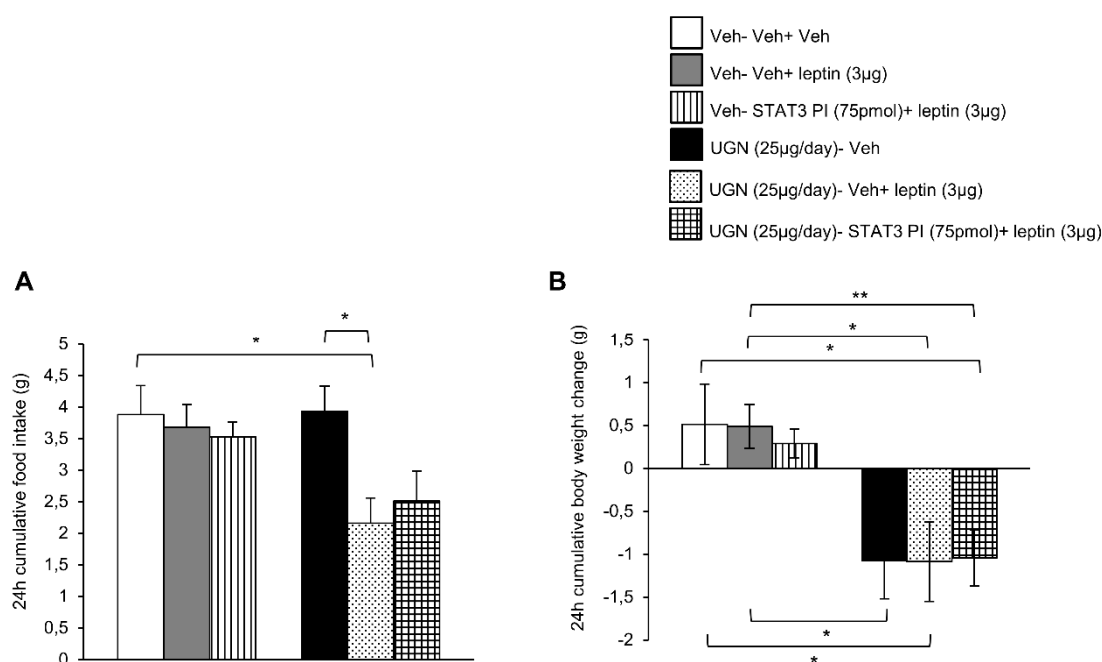 Veh- Veh+ Veh
Veh- Veh+ leptin (3µg)
Veh- STAT3 PI (75pmol)+ leptin (3µg)
UGN (25µg/day)- Veh
UGN (25µg/day)- Veh+ leptin (3µg)
UGN (25µg/day)- STAT3 PI (75pmol)+ leptin (3µg)
A
24h cumulative food intake (g)
5
4,5
4
3,5
3
2,5
2
1,5
1
0,5
0
*
*
B
24h cumulative body weight change (g)
1,5
1
0,5
0
-0,5
-1
-1,5
-2
**
*
*
*
*